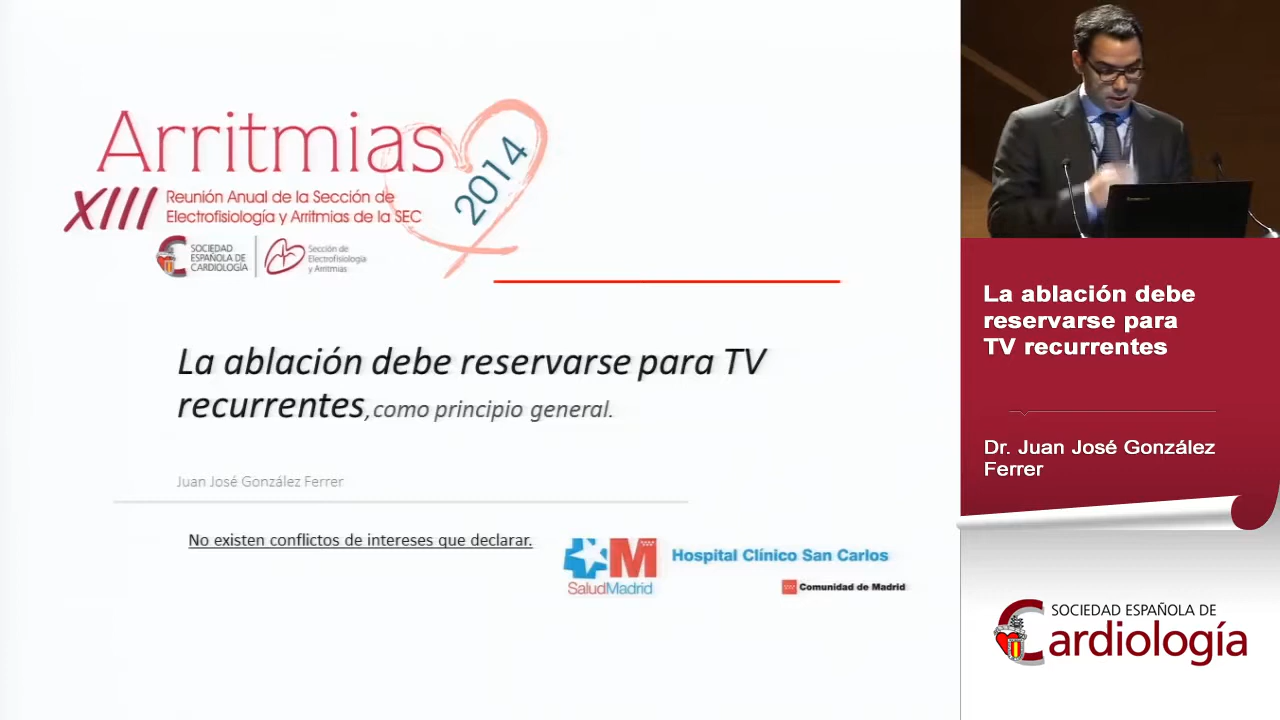 Arritmias
2014
XIII
Reunión Anual de la Sección de
Electrofisiología y Arritmias de la SEC
SOCIEDAD
ESPAÑOLA DE
CARDIOLOGÍA
Sección de
Electrofisiología
y Arritmias
La ablación debe reservarse para TV
recurrentes, como principio general.
Juan José González Ferrer
No existen conflictos de intereses que declarar.
M
SaludMadrid
Hospital Clínico San Carlos
Comunidad de Madrid
La ablación debe
reservarse para
TV recurrentes
Dr. Juan José González
Ferrer
SOCIEDAD ESPAÑOLA DE
Cardiología